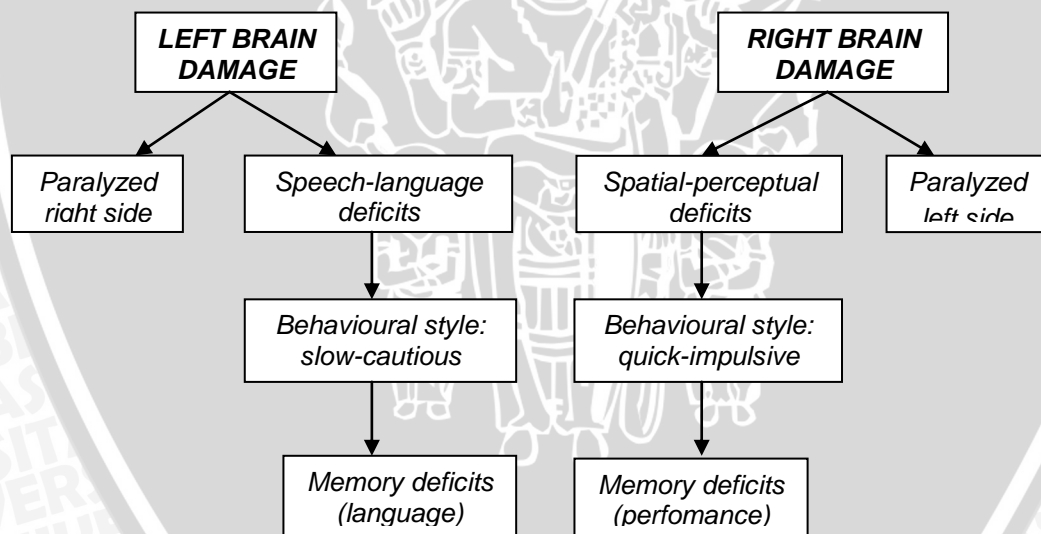 LEFT BRAIN
DAMAGE
RIGHT BRAIN
DAMAGE
Paralyzed
right side
Speech-language
deficits
Spatial-perceptual
deficits
Paralyzed
left side
Behavioural style:
slow-cautious
Behavioural style:
quick-impulsive
Memory deficits
(language)
Memory deficits
(perfomance)